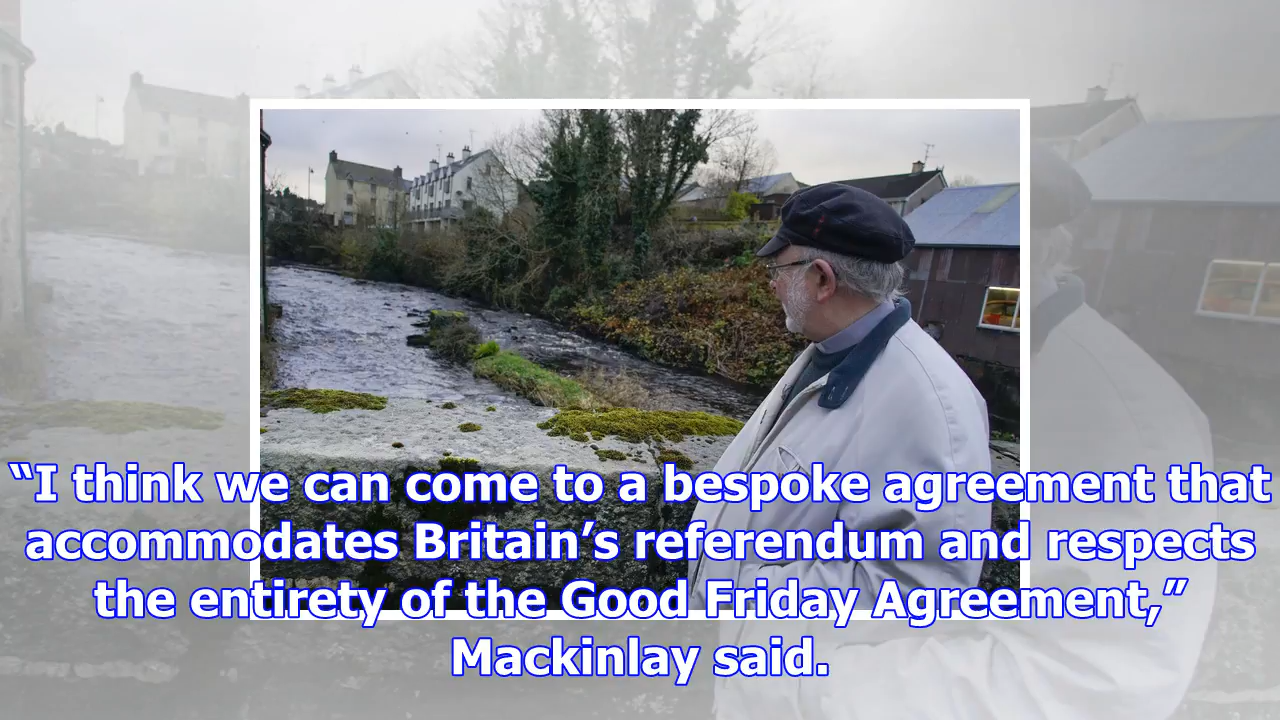 “I think we can come to a bespoke agreement that
accommodates Britain’s referendum and respects
the entirety of the Good Friday Agreement,”
Mackinlay said.